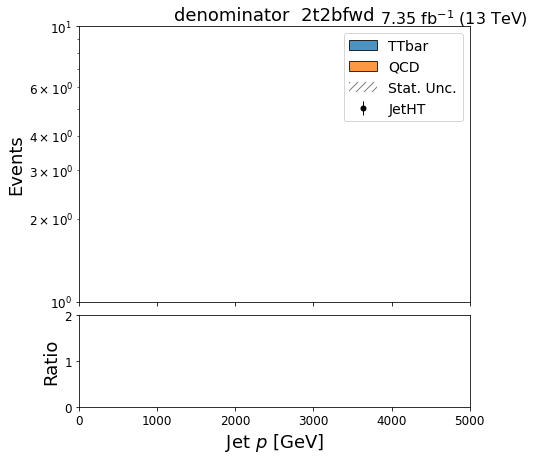 denominator 2t2bfwd 7.35 fb⁻¹ (13 TeV)
10¹
TTbar
QCD
Stat. Unc.
JetHT
6 × 10⁰
4 × 10⁰
3 × 10⁰
2 × 10⁰
10⁰
Events
2
1
0
Ratio
0 1000 2000 3000 4000 5000
Jet p [GeV]